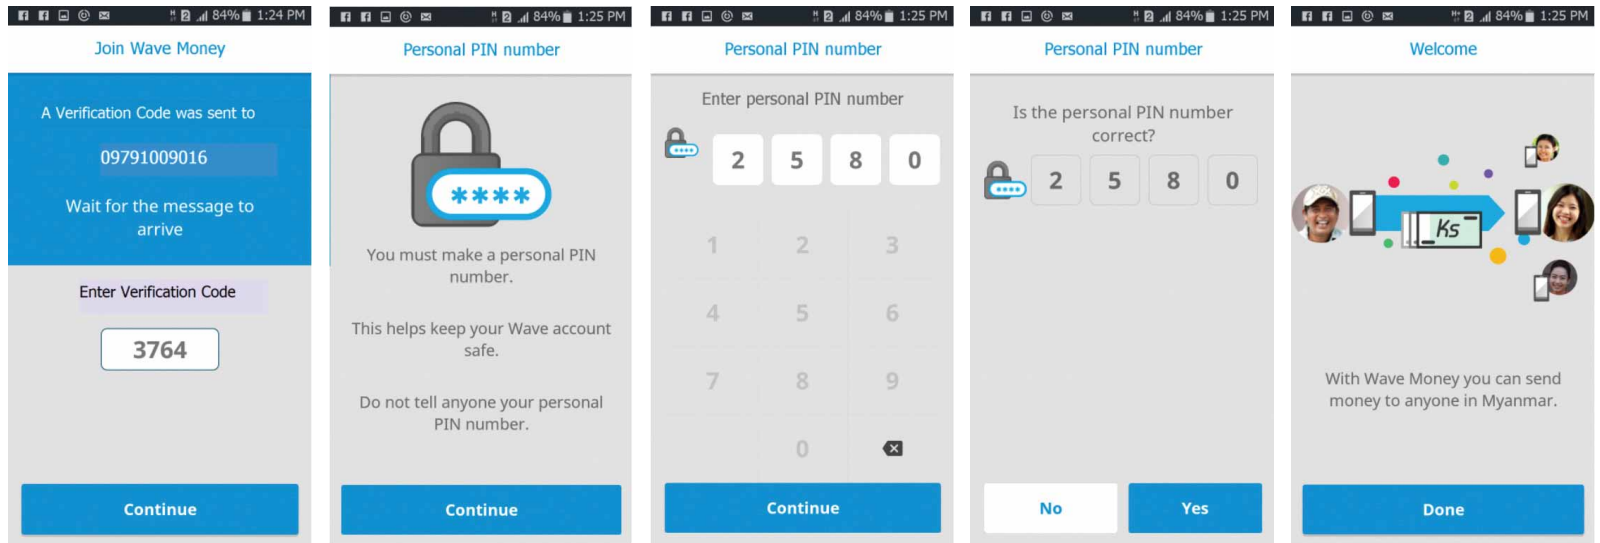 84% 1:24 PM
Join Wave Money
A Verification Code was sent to
09791009016
Wait for the message to
arrive
Enter Verification Code
3764
Continue
84% 1:25 PM
Personal PIN number
****
You must make a personal PIN
number.
This helps keep your Wave account
safe.
Do not tell anyone your personal
PIN number.
Continue
84% 1:25 PM
Personal PIN number
Enter personal PIN number
2 5 8 0
1 2 3
4 5 6
7 8 9
0
Continue
84% 1:25 PM
Personal PIN number
Is the personal PIN number
correct?
2 5 8 0
No Yes
84% 1:25 PM
Welcome
Ks
With Wave Money you can send
money to anyone in Myanmar.
Done